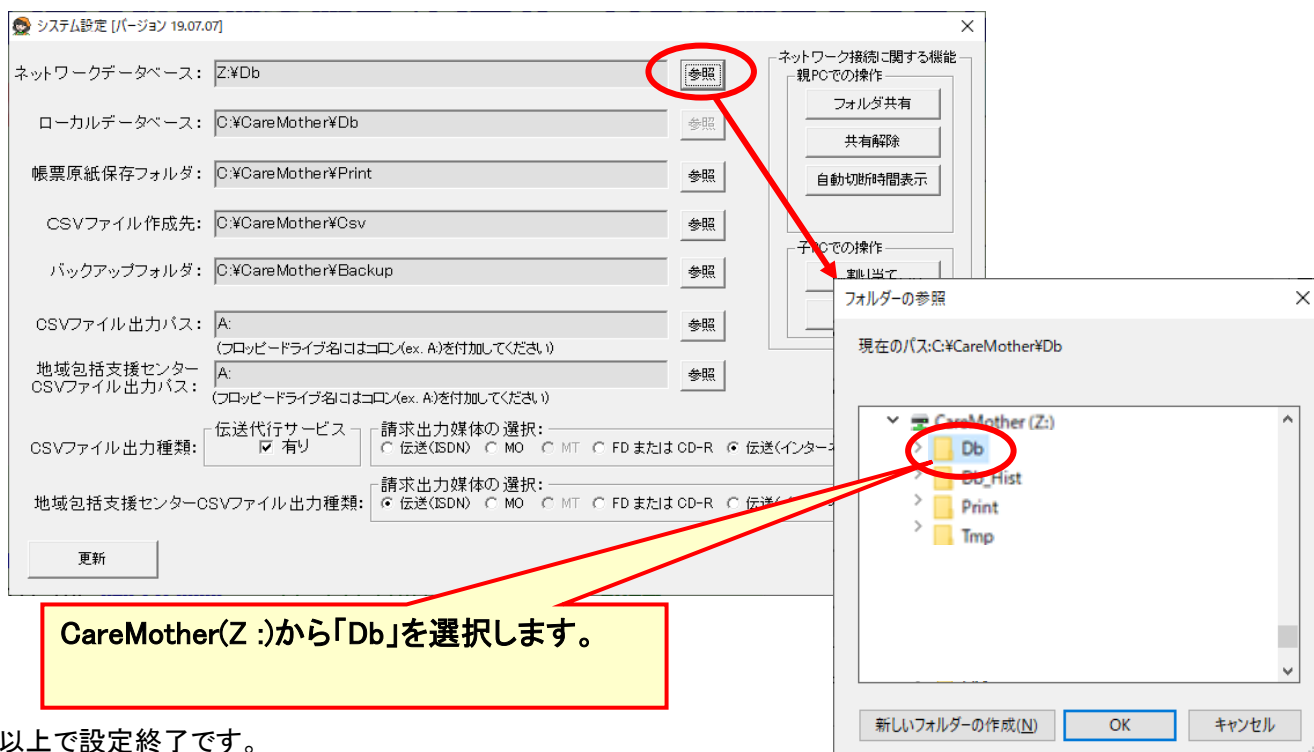 システム設定 [バージョン 19.07.07]
ネットワークデータベース: Z:¥Db 参照
ローカルデータベース: C:¥CareMother¥Db 参照
帳票原紙保存フォルダ: C:¥CareMother¥Print 参照
CSVファイル作成先: C:¥CareMother¥Csv 参照
バックアップフォルダ: C:¥CareMother¥Backup 参照
CSVファイル出力パス: A: 参照
(フロッピードライブ名にはコロン(ex. A:)を付加してください)
地域包括支援センター
CSVファイル出力パス: A: 参照
(フロッピードライブ名にはコロン(ex. A:)を付加してください)
CSVファイル出力種類: 伝送代行サービス 有り 請求出力媒体の選択: 伝送(ISDN) MO MT FD または CD-R 伝送(インターネ
地域包括支援センターCSVファイル出力種類: 請求出力媒体の選択: 伝送(ISDN) MO MT FD または CD-R
更新
ネットワーク接続に関する機能
親PCでの操作
フォルダ共有
共有解除
自動切断時間表示
子PCでの操作
割り当て
フォルダーの参照
現在のパス:C:¥CareMother¥Db
CareMother (Z:)
Db
Db_Hist
Print
Tmp
新しいフォルダーの作成(N) OK キャンセル
CareMother(Z :)から「Db」を選択します。
以上で設定終了です。